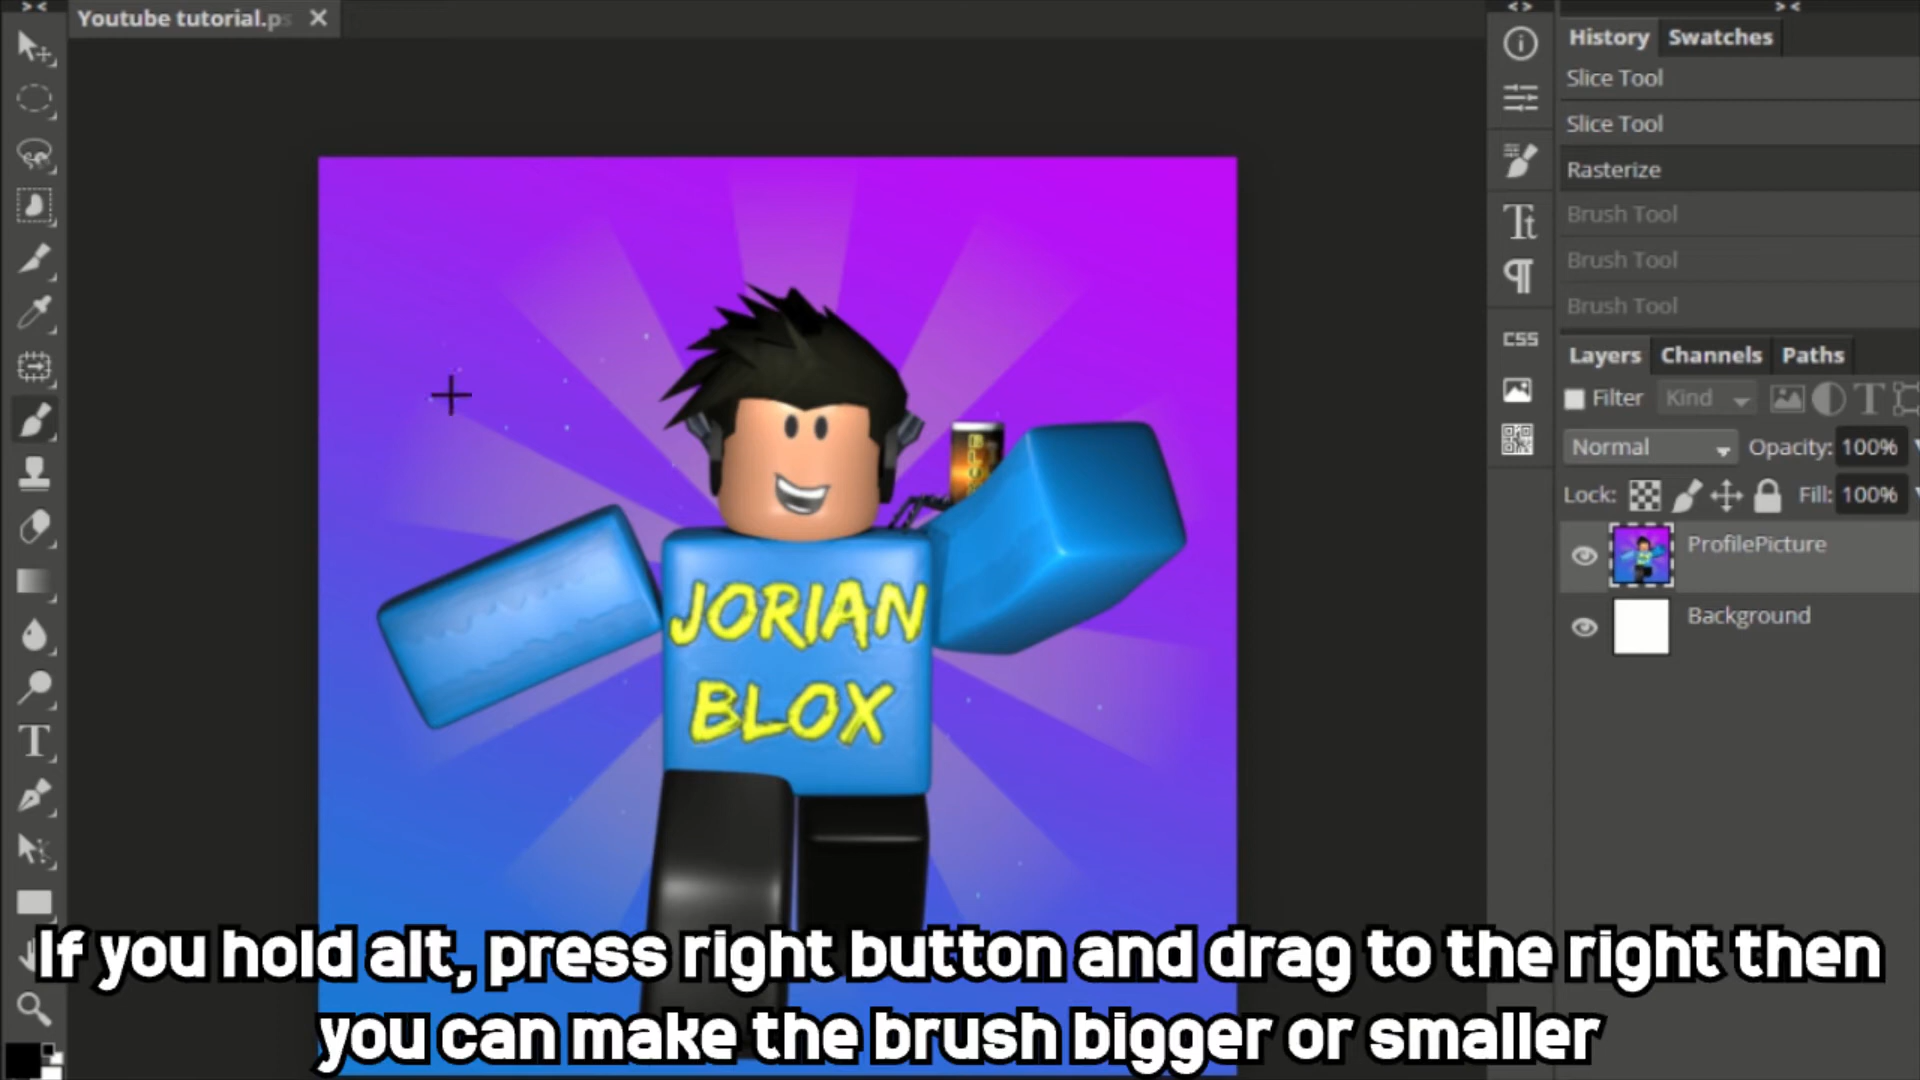 Youtube tutorial.ps
History Swatches
Slice Tool
Slice Tool
Rasterize
Brush Tool
Brush Tool
Brush Tool
CSS
Layers Channels Paths
Filter Kind
Normal Opacity: 100%
Lock: Fill: 100%
ProfilePicture
Background
JORIAN
BLOX
If you hold alt, press right button and drag to the right then
you can make the brush bigger or smaller